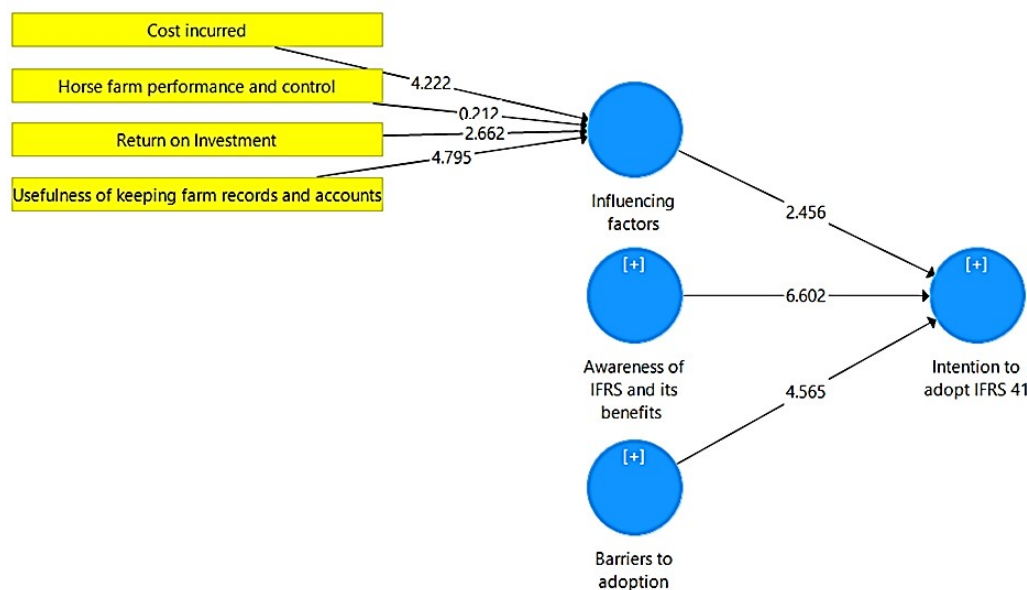 Cost incurred
4.222
Horse farm performance and control
0.212
Return on Investment
2.662
Usefulness of keeping farm records and accounts
4.795
Influencing
factors
2.456
[+]
Awareness of
IFRS and its
benefits
6.602
[+]
Intention to
adopt IFRS 41
4.565
[+]
Barriers to
adoption